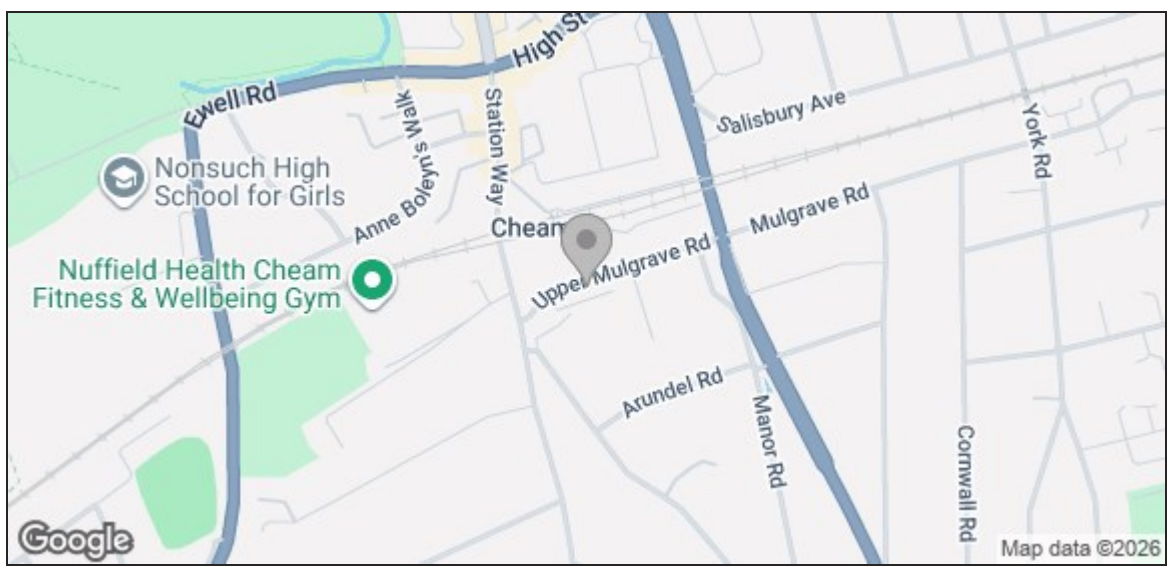 High St
Ewell Rd
Station Way
Anne Boleyn's Walk
Salisbury Ave
York Rd
Nonsuch High
School for Girls
Mulgrave Rd
Cheam
Upper Mulgrave Rd
Nuffield Health Cheam
Fitness & Wellbeing Gym
Arundel Rd
Manor Rd
Cornwall Rd
Google
Map data ©2026